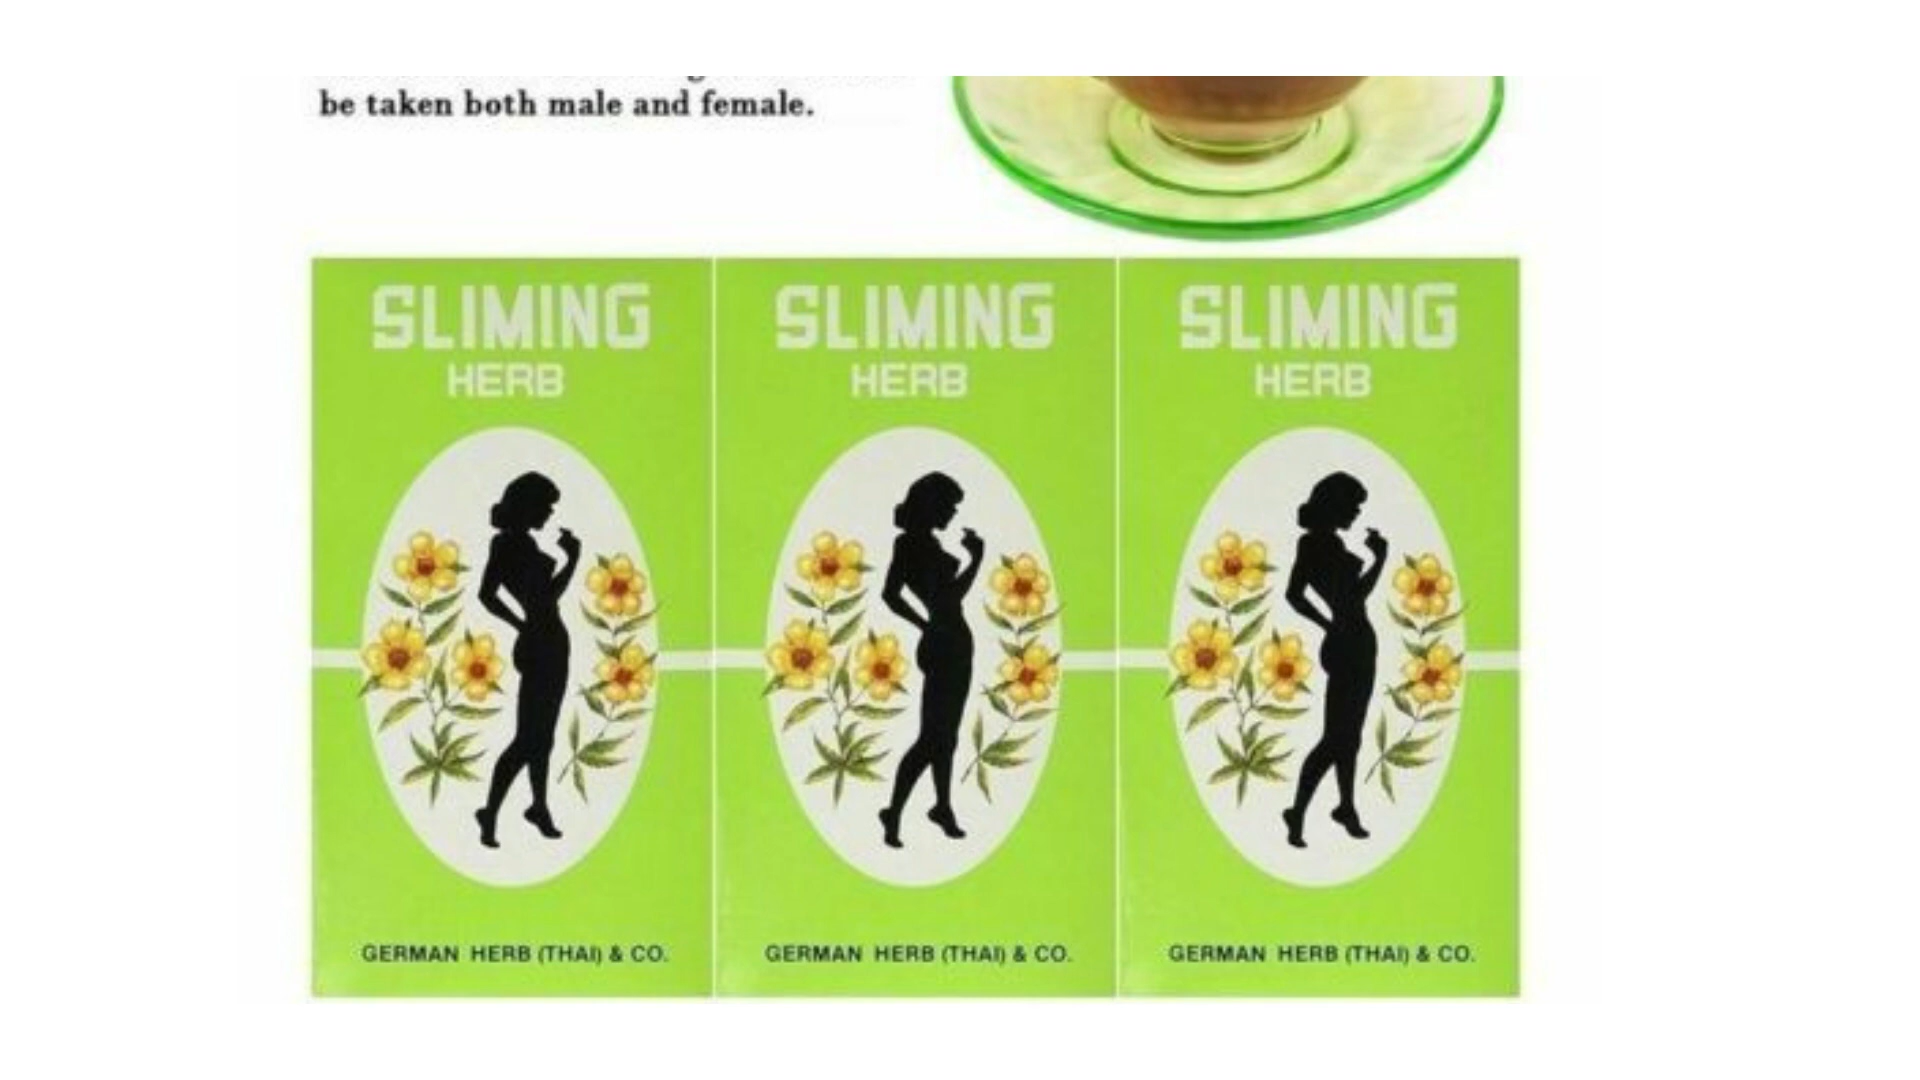 be taken both male and female.
SLIMING
HERB
GERMAN HERB (THAI) & CO.
SLIMING
HERB
GERMAN HERB (THAI) & CO.
SLIMING
HERB
GERMAN HERB (THAI) & CO.